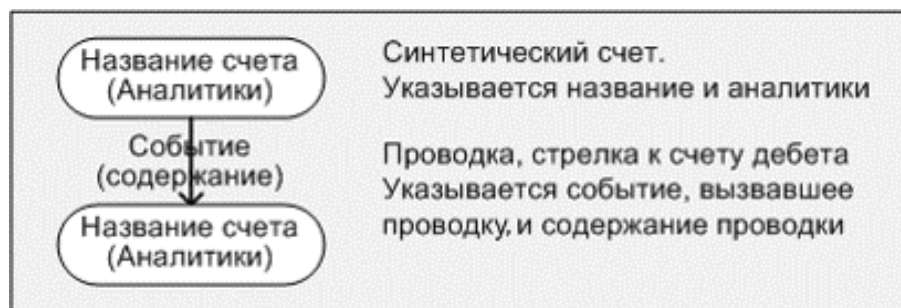 Название счета
(Аналитики)
Событие
(содержание)
Название счета
(Аналитики)
Синтетический счет.
Указывается название и аналитики
Проводка, стрелка к счету дебета
Указывается событие, вызвавшее
проводку, и содержание проводки